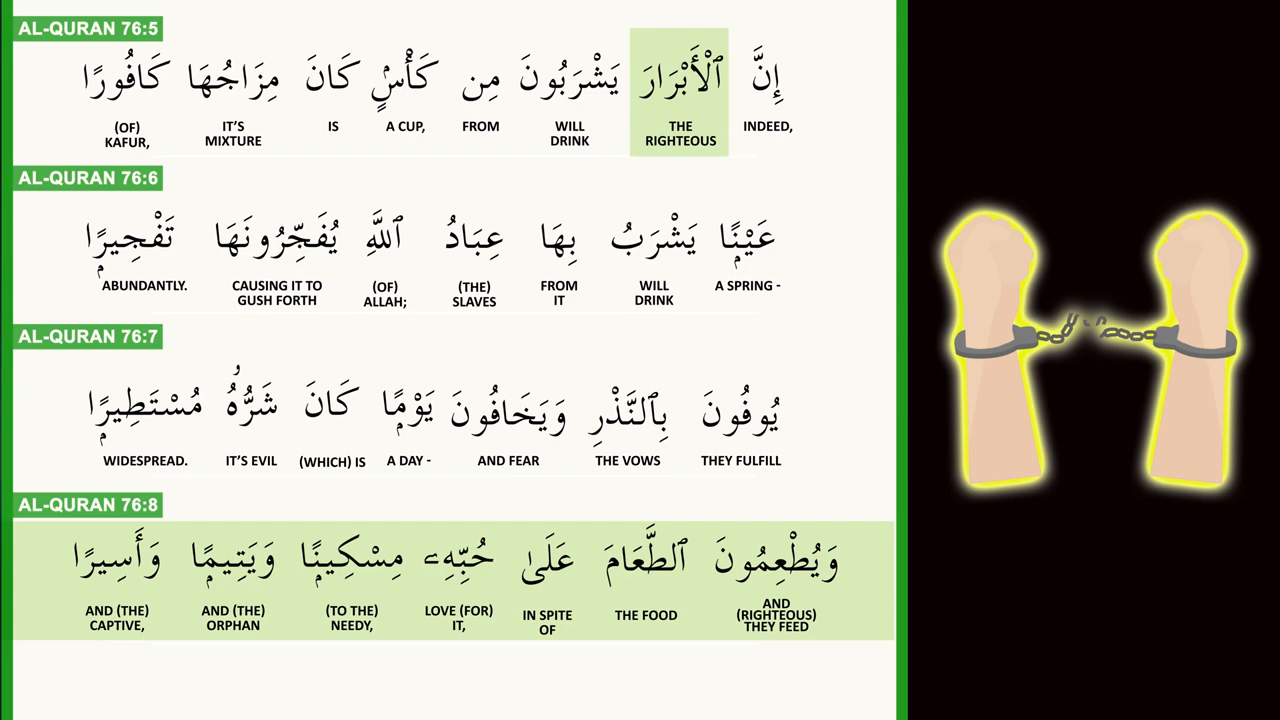 AL-QURAN 76:5
إِنَّ ٱلْأَبْرَارَ يَشْرَبُونَ مِن كَأْسٍۢ كَانَ مِزَاجُهَا كَافُورًا
INDEED, THE RIGHTEOUS WILL DRINK FROM A CUP, IS IT'S MIXTURE (OF) KAFUR,
AL-QURAN 76:6
عَيْنًۭا يَشْرَبُ بِهَا عِبَادُ ٱللَّهِ يُفَجِّرُونَهَا تَفْجِيرًۭا
A SPRING - WILL DRINK FROM IT (THE) SLAVES (OF) ALLAH; CAUSING IT TO GUSH FORTH ABUNDANTLY.
AL-QURAN 76:7
يُوفُونَ بِٱلنَّذْرِ وَيَخَافُونَ يَوْمًۭا كَانَ شَرُّهُۥ مُسْتَطِيرًۭا
THEY FULFILL THE VOWS AND FEAR A DAY - (WHICH) IS IT'S EVIL WIDESPREAD.
AL-QURAN 76:8
وَيُطْعِمُونَ ٱلطَّعَامَ عَلَىٰ حُبِّهِۦ مِسْكِينًۭا وَيَتِيمًۭا وَأَسِيرًا
AND (RIGHTEOUS) THEY FEED THE FOOD IN SPITE OF LOVE (FOR) IT, (TO THE) NEEDY, AND (THE) ORPHAN AND (THE) CAPTIVE,